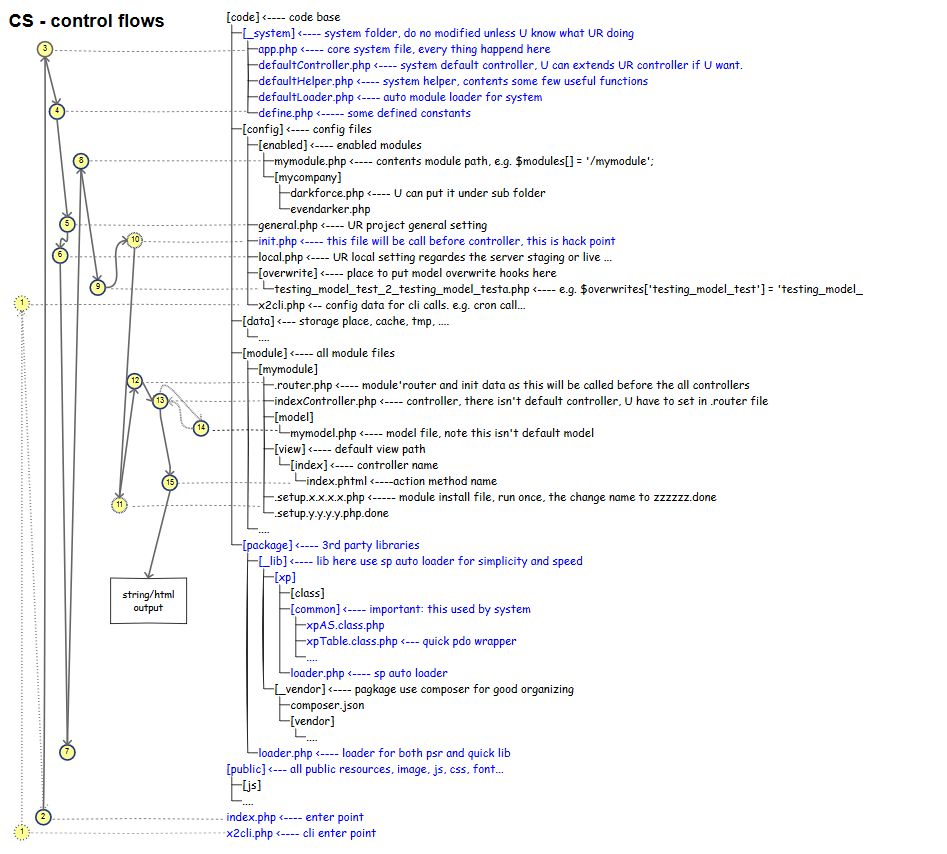 CS - control flows
[code] <---- code base
[_system] <---- system folder, do no modified unless U know what UR doing
3
app.php <---- core system file, every thing happend here
defaultController.php <---- system default controller, U can extends UR controller if U want.
defaultHelper.php <---- system helper, contents some few useful functions
defaultLoader.php <---- auto module loader for system
4
define.php <----- some defined constants
[config] <---- config files
[enabled] <---- enabled modules
8
mymodule.php <---- contents module path, e.g. $modules[] = '/mymodule';
[mycompany]
darkforce.php <---- U can put it under sub folder
evendarker.php
5
general.php <---- UR project general setting
10
init.php <---- this file will be call before controller, this is hack point
6
local.php <---- UR local setting regardes the server staging or live ...
[overwrite] <---- place to put model overwrite hooks here
9
testing_model_test_2_testing_model_testa.php <---- e.g. $overwrites['testing_model_test'] = 'testing_model_
1
x2cli.php <-- config data for cli calls. e.g. cron call...
[data] <--- storage place, cache, tmp, ....
....
[module] <---- all module files
[mymodule]
12
.router.php <---- module'router and init data as this will be called before the all controllers
13
indexController.php <---- controller, there isn't default controller, U have to set in .router file
[model]
14
mymodel.php <---- model file, note this isn't default model
[view] <---- default view path
[index] <---- controller name
15
index.phtml <----action method name
.setup.x.x.x.x.php <----- module install file, run once, the change name to zzzzzz.done
11
.setup.y.y.y.y.php.done
....
[package] <---- 3rd party libraries
[_lib] <---- lib here use sp auto loader for simplicity and speed
[xp]
string/html
output
[class]
[common] <---- important: this used by system
xpAS.class.php
xpTable.class.php <--- quick pdo wrapper
....
loader.php <---- sp auto loader
[_vendor] <---- pagkage use composer for good organizing
composer.json
[vendor]
....
7
loader.php <---- loader for both psr and quick lib
[public] <---- all public resources, image, js, css, font...
[js]
....
2
index.php <---- enter point
1
x2cli.php <---- cli enter point